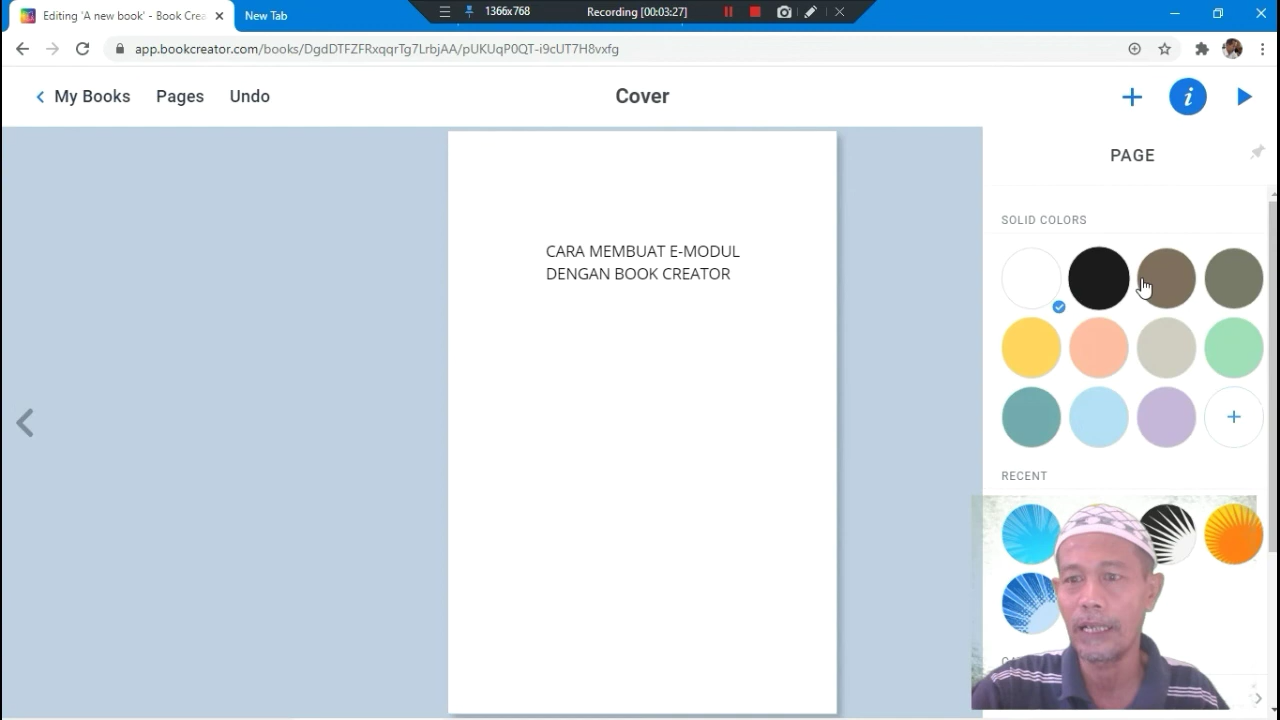 Editing 'A new book' - Book Crea
New Tab
1366x768
Recording [00:03:27]
app.bookcreator.com/books/DgdDTFZFRxqqrTg7LrbjAA/pUKUqP0QT-i9cUT7H8vxfg
My Books
Pages
Undo
Cover
i
PAGE
SOLID COLORS
CARA MEMBUAT E-MODUL
DENGAN BOOK CREATOR
RECENT